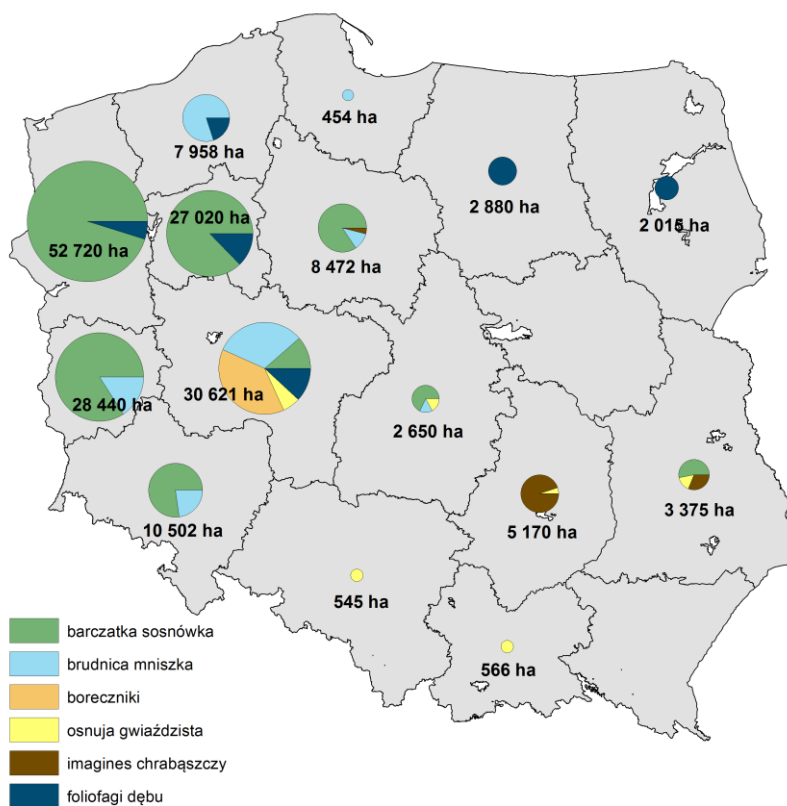 454 ha
7 958 ha
2 880 ha
2 015 ha
27 020 ha
52 720 ha
8 472 ha
28 440 ha
30 621 ha
2 650 ha
10 502 ha
5 170 ha
3 375 ha
545 ha
566 ha
barczatka sosnówka
brudnica mniszka
boreczniki
osnuja gwiaździsta
imagines chrabąszczy
foliofagi dębu